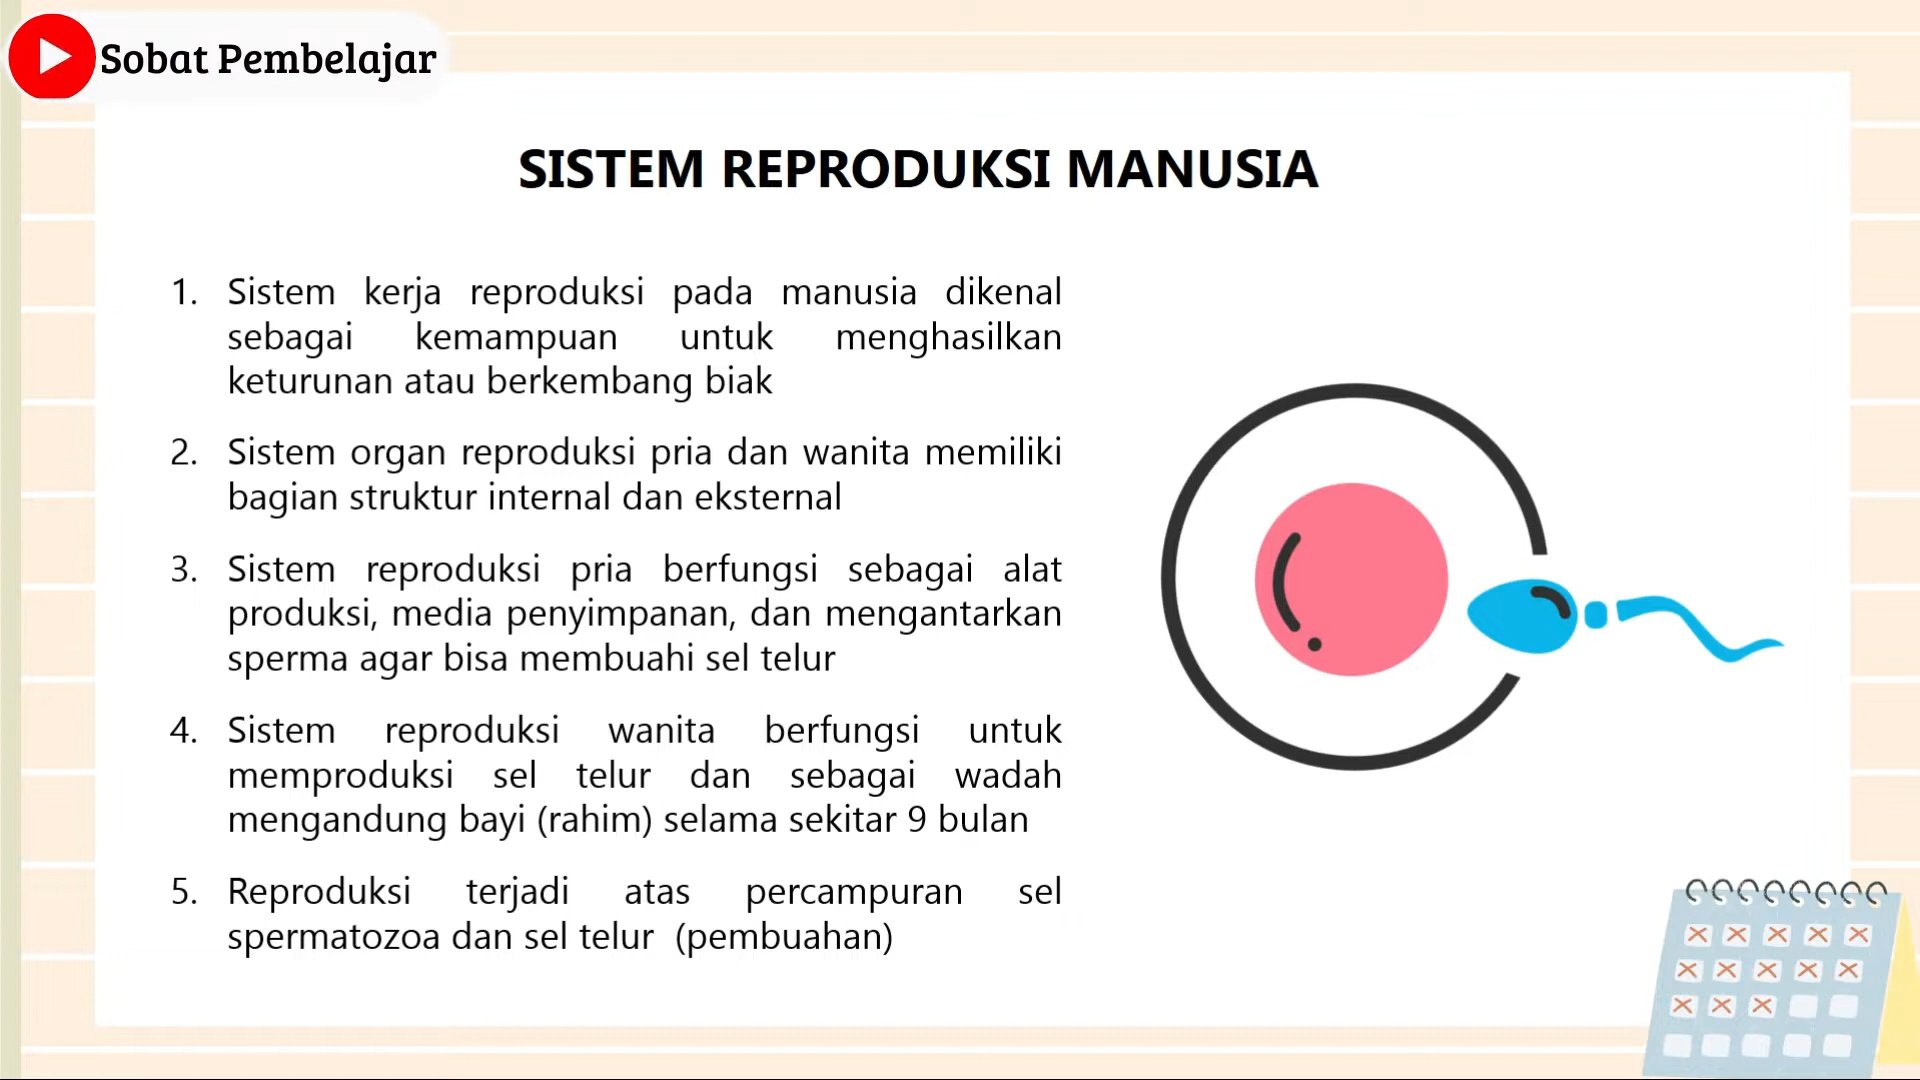 Sobat Pembelajar
SISTEM REPRODUKSI MANUSIA
1. Sistem kerja reproduksi pada manusia dikenal
sebagai kemampuan untuk menghasilkan
keturunan atau berkembang biak
2. Sistem organ reproduksi pria dan wanita memiliki
bagian struktur internal dan eksternal
3. Sistem reproduksi pria berfungsi sebagai alat
produksi, media penyimpanan, dan mengantarkan
sperma agar bisa membuahi sel telur
4. Sistem reproduksi wanita berfungsi untuk
memproduksi sel telur dan sebagai wadah
mengandung bayi (rahim) selama sekitar 9 bulan
5. Reproduksi terjadi atas percampuran sel
spermatozoa dan sel telur (pembuahan)